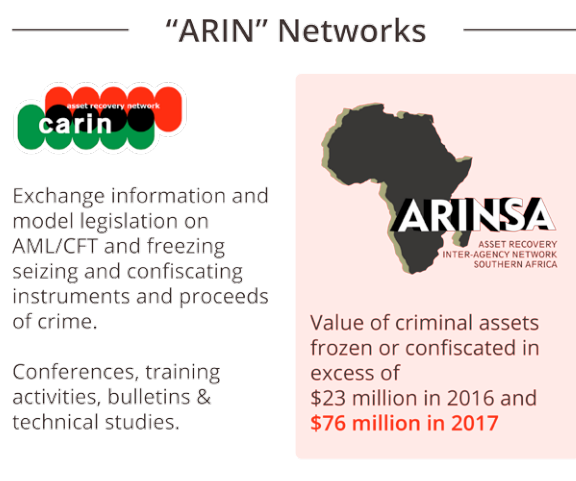 “ARIN” Networks
asset recovery network
carin
Exchange information and
model legislation on
AML/CFT and freezing
seizing and confiscating
instruments and proceeds
of crime.
Conferences, training
activities, bulletins &
technical studies.
ARINSA
ASSET RECOVERY
INTER-AGENCY NETWORK
SOUTHERN AFRICA
Value of criminal assets
frozen or confiscated in
excess of
$23 million in 2016 and
$76 million in 2017